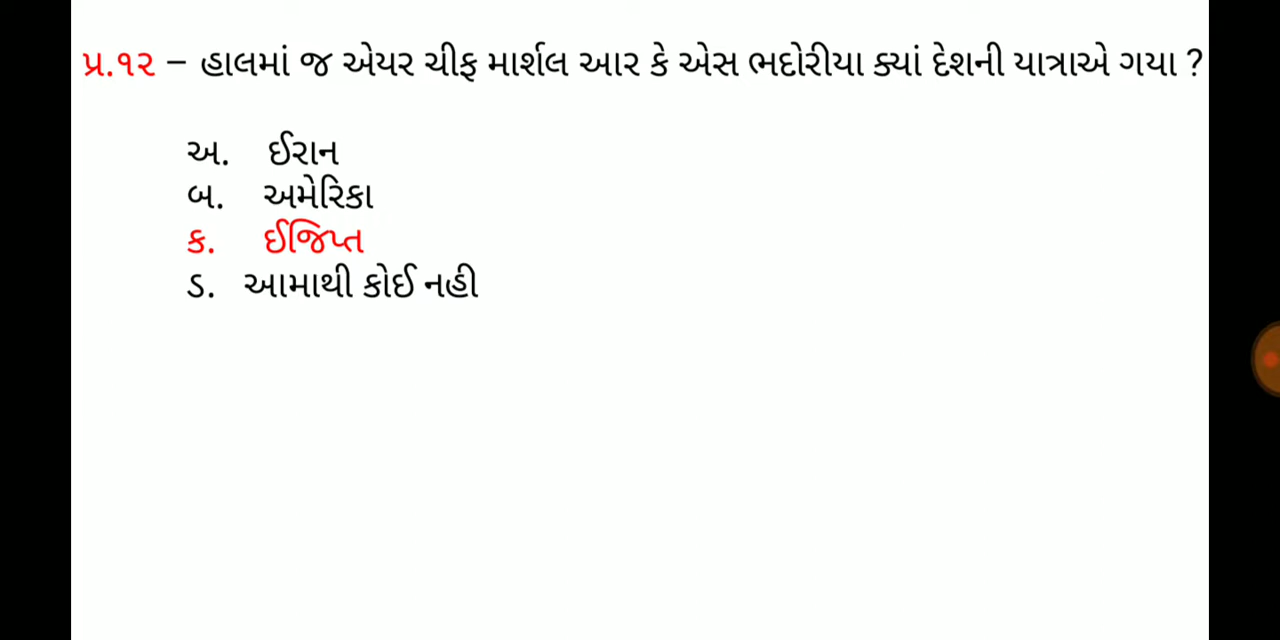 પ્ર.૧૨ – હાલમાં જ એયર ચીફ માર્શલ આર કે એસ ભદોરીયા ક્યાં દેશની યાત્રાએ ગયા ?
અ. ઈરાન
બ. અમેરિકા
ક. ઈજિપ્ત
ડ. આમાથી કોઈ નહી